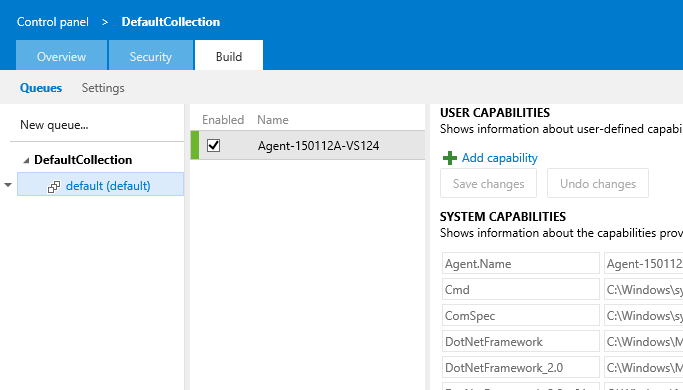 Control panel > DefaultCollection
Overview Security Build
Queues Settings
New queue...
DefaultCollection
default (default)
Enabled Name
Agent-150112A-VS124
USER CAPABILITIES
Shows information about user-defined capabi
Add capability
Save changes Undo changes
SYSTEM CAPABILITIES
Shows information about the capabilities prov
Agent.Name Agent-150112
Cmd C:\Windows\sy
ComSpec C:\Windows\sy
DotNetFramework C:\Windows\M
DotNetFramework_2.0 C:\Windows\M